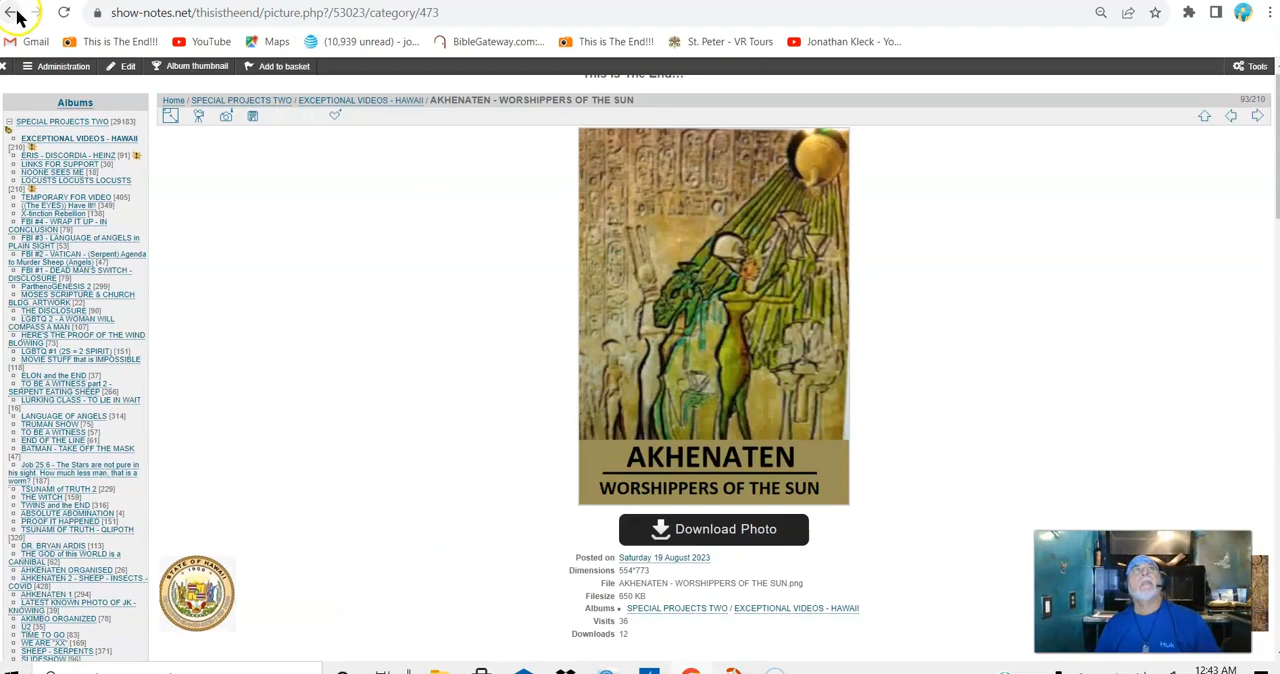 show-notes.net/thisistheend/picture.php?/53023/category/473
Gmail This is The End!!! YouTube Maps (10,939 unread) - jo... BibleGateway.com:... This is The End!!! St. Peter - VR Tours Jonathan Kleck - Yo...
Administration Edit Album thumbnail Add to basket Tools
This is The End...
Albums
Home / SPECIAL PROJECTS TWO / EXCEPTIONAL VIDEOS - HAWAII / AKHENATEN - WORSHIPPERS OF THE SUN 93/210
SPECIAL PROJECTS TWO [29183]
EXCEPTIONAL VIDEOS - HAWAII
[210]
ERIS - DISCORDIA - HEINZ [91]
LINKS FOR SUPPORT [30]
NOONE SEES ME [18]
LOCUSTS LOCUSTS LOCUSTS
[210]
TEMPORARY FOR VIDEO [405]
((The EYES)) Have It!! [349]
X-tinction Rebellion [138]
FBI #4 - WRAP IT UP - IN
CONCLUSION [79]
FBI #3 - LANGUAGE of ANGELS in
PLAIN SIGHT [53]
FBI #2 - VATICAN - (Serpent) Agenda
to Murder Sheep (Angels) [47]
FBI #1 - DEAD MAN'S SWITCH -
DISCLOSURE [79]
ParthenoGENESIS 2 [299]
MOSES SCRIPTURE & CHURCH
BLDG. ARTWORK [22]
THE DISCLOSURE [90]
LGBTQ 2 - A WOMAN WILL
COMPASS A MAN [107]
HERE'S THE PROOF OF THE WIND
BLOWING [73]
LGBTQ #1 (2S = 2 SPIRIT) [151]
MOVIE STUFF that is IMPOSSIBLE
[118]
ELON and the END [37]
TO BE A WITNESS part 2 -
SERPENT EATING SHEEP [266]
LURKING CLASS - TO LIE IN WAIT
[16]
LANGUAGE OF ANGELS [314]
TRUMAN SHOW [75]
TO BE A WITNESS [57]
END OF THE LINE [61]
BATMAN - TAKE OFF THE MASK
[47]
Job 25:6 - The Stars are not pure in
his sight. How much less man, that is a
worm? [187]
TSUNAMI of TRUTH 2 [229]
THE WITCH [159]
TWINS and the END [316]
ABSOLUTE ABOMINATION [4]
PROOF IT HAPPENED [151]
TSUNAMI OF TRUTH - QLIPOTH
[320]
DR. BRYAN ARDIS [113]
THE GOD of this WORLD is a
CANNIBAL [62]
AKHENATEN ORGANISED [26]
AKHENATEN 2 - SHEEP - INSECTS -
COVID [428]
AKHENATEN 1 [294]
LATEST KNOWN PHOTO OF JK -
KNOWING [39]
AKIMBO ORGANIZED [78]
U2 [35]
TIME TO GO [83]
WE ARE "XX" [169]
SHEEP - SERPENTS [371]
SLIDESHOW [96]
AKHENATEN
WORSHIPPERS OF THE SUN
Download Photo
Posted on Saturday 19 August 2023
Dimensions 554*773
File AKHENATEN - WORSHIPPERS OF THE SUN.png
Filesize 650 KB
Albums SPECIAL PROJECTS TWO / EXCEPTIONAL VIDEOS - HAWAII
Visits 36
Downloads 12
STATE OF HAWAII
1959
12:43 AM